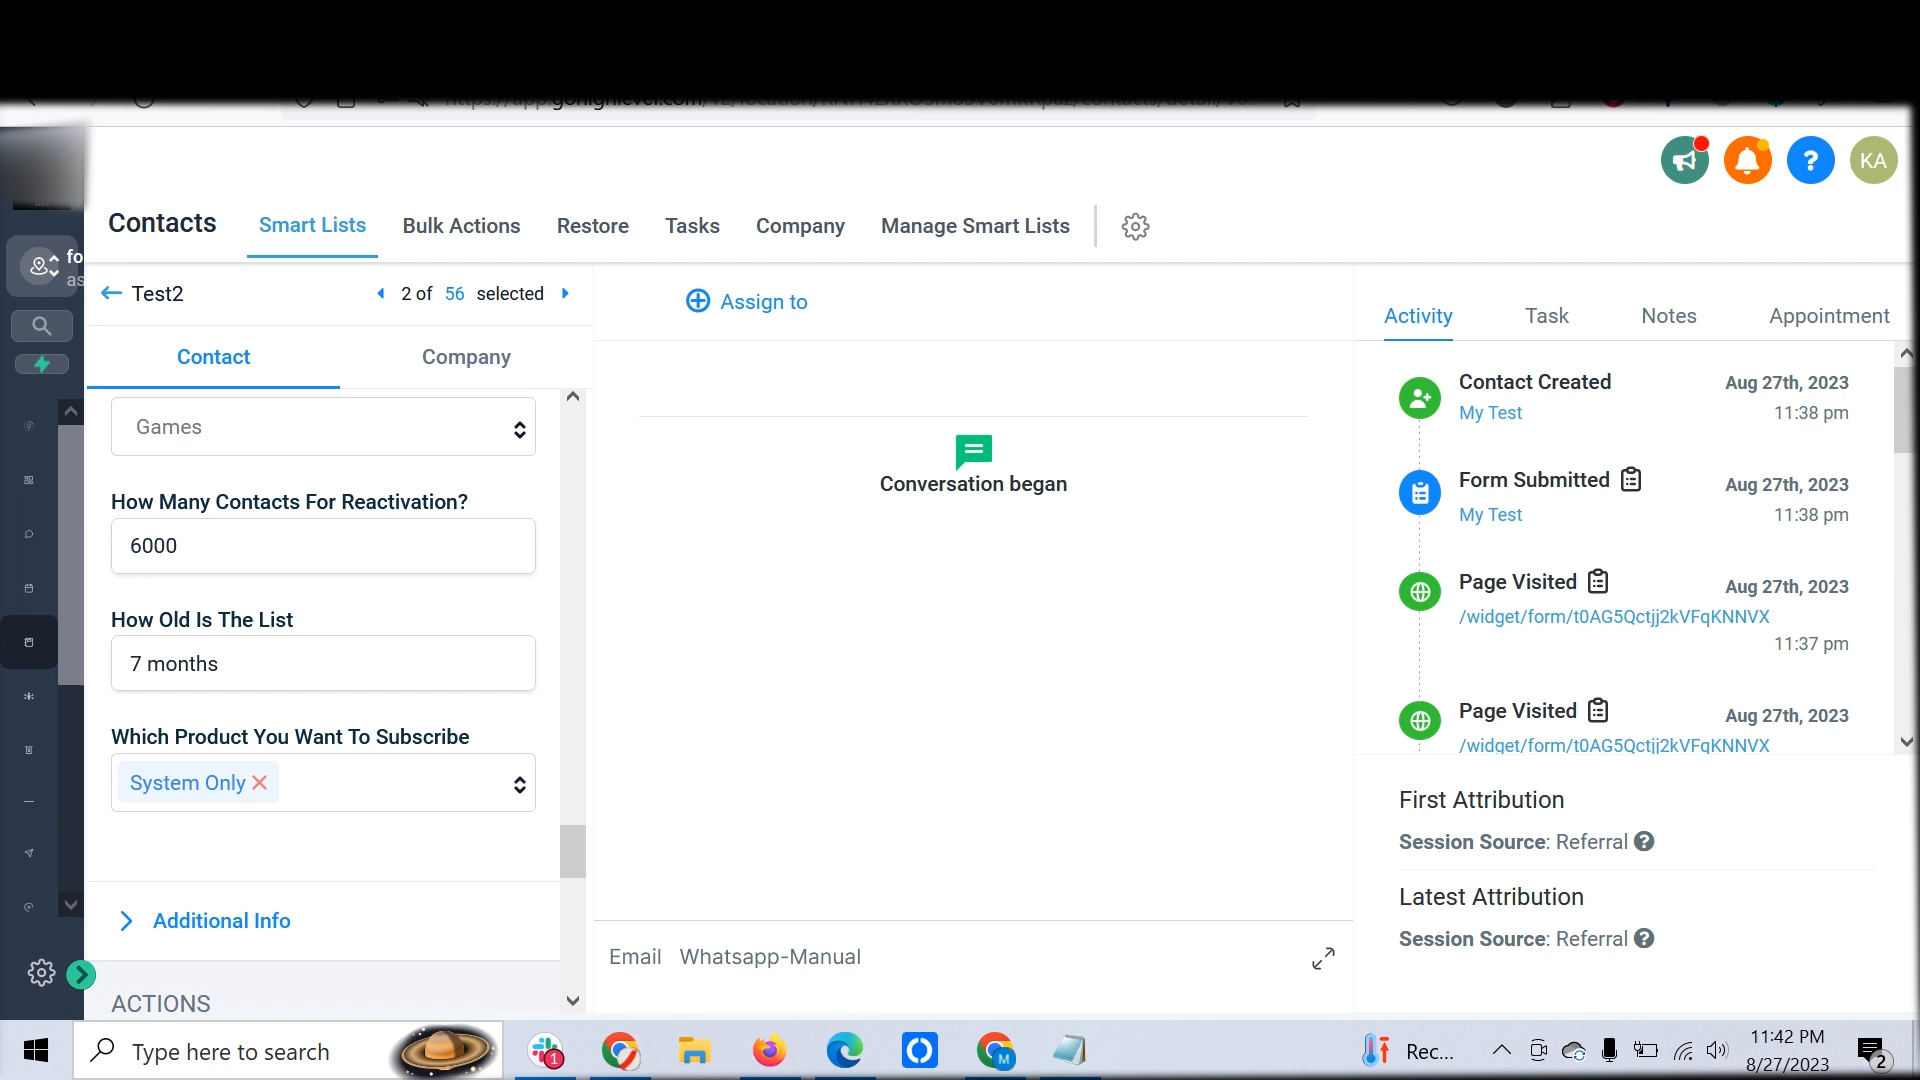 Contacts
Smart Lists
Bulk Actions
Restore
Tasks
Company
Manage Smart Lists
KA
fo
as
Test2
2 of 56 selected
Assign to
Contact
Company
Games
How Many Contacts For Reactivation?
6000
How Old Is The List
7 months
Which Product You Want To Subscribe
System Only
Additional Info
ACTIONS
Conversation began
Email Whatsapp-Manual
Activity
Task
Notes
Appointment
Contact Created
Aug 27th, 2023
My Test
11:38 pm
Form Submitted
Aug 27th, 2023
My Test
11:38 pm
Page Visited
Aug 27th, 2023
/widget/form/t0AG5Qctjj2kVFqKNNVX
11:37 pm
Page Visited
Aug 27th, 2023
/widget/form/t0AG5Qctjj2kVFqKNNVX
First Attribution
Session Source: Referral
Latest Attribution
Session Source: Referral
Type here to search
1
M
Rec...
11:42 PM
8/27/2023
2